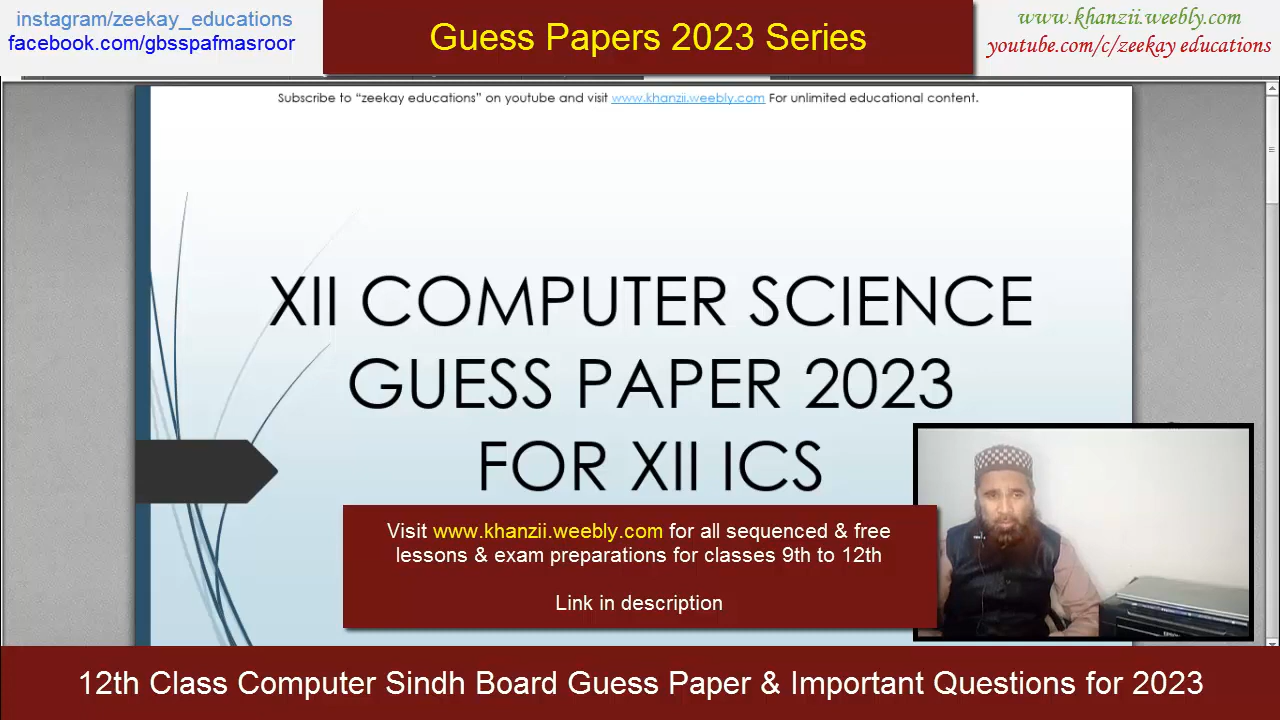 instagram/zeekay_educations
facebook.com/gbsspafmasroor
Guess Papers 2023 Series
www.khanzii.weebly.com
youtube.com/c/zeekay educations
Subscribe to “zeekay educations” on youtube and visit www.khanzii.weebly.com For unlimited educational content.
XII COMPUTER SCIENCE
GUESS PAPER 2023
FOR XII ICS
Visit www.khanzii.weebly.com for all sequenced & free
lessons & exam preparations for classes 9th to 12th
Link in description
12th Class Computer Sindh Board Guess Paper & Important Questions for 2023